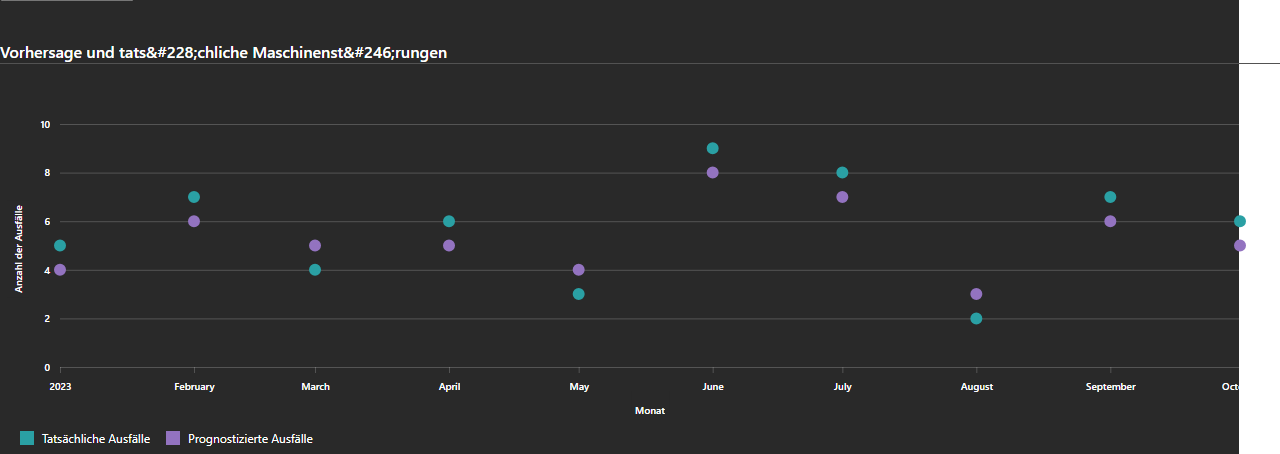 Vorhersage und tats&#228;chliche Maschinenst&#246;rungen
10
8
6
4
2
0
Anzahl der Ausfälle
2023 February March April May June July August September Oct
Monat
Tatsächliche Ausfälle Prognostizierte Ausfälle